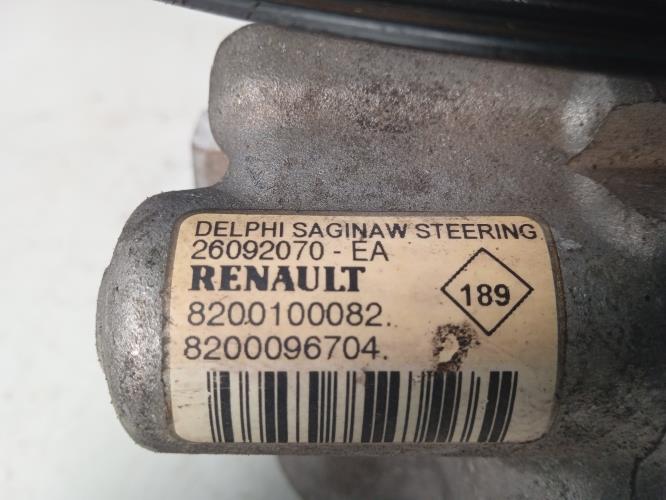 DELPHI SAGINAW STEERING
26092070 - EA
RENAULT
189
8200100082.
8200096704.